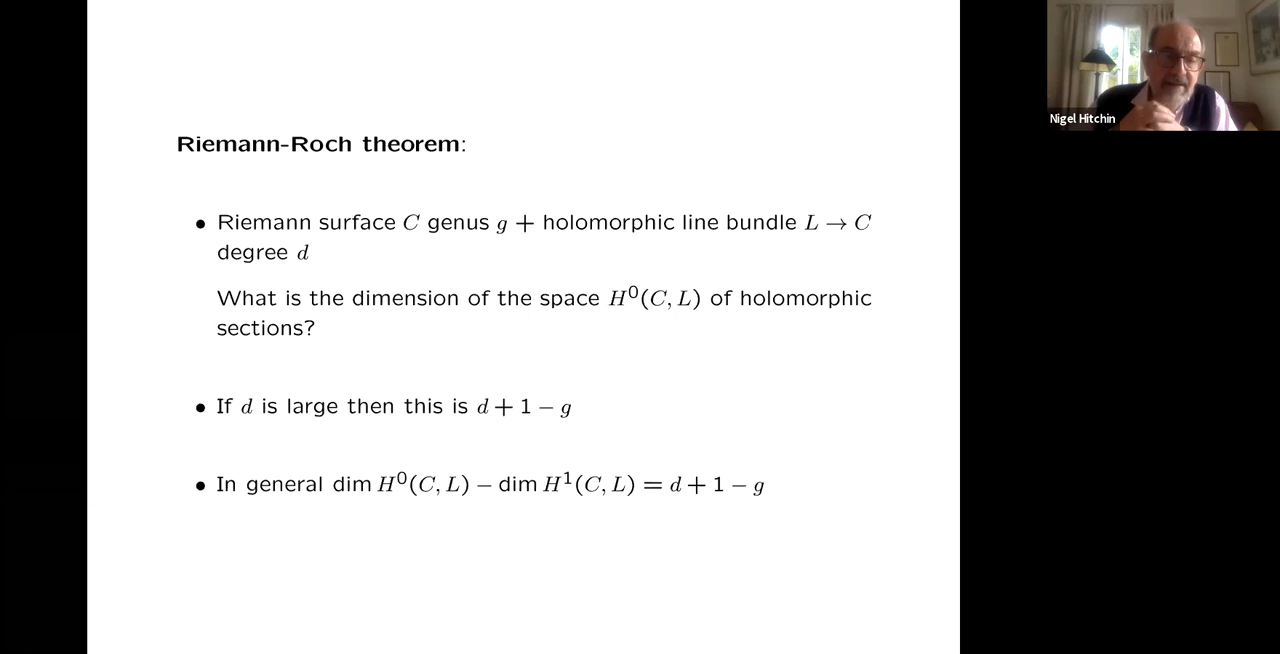 Riemann-Roch theorem:
• Riemann surface C genus g + holomorphic line bundle L → C
degree d
What is the dimension of the space H⁰(C, L) of holomorphic
sections?
• If d is large then this is d + 1 − g
• In general dim H⁰(C, L) − dim H¹(C, L) = d + 1 − g
Nigel Hitchin